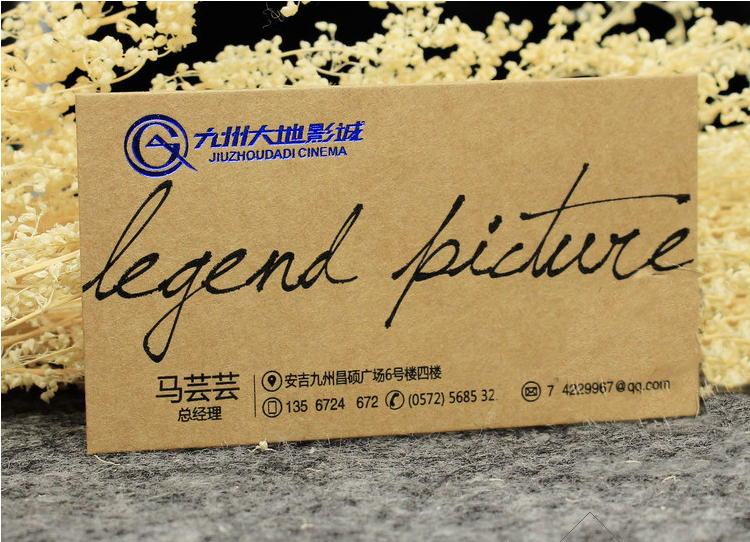 九州大地影诚
JIUZHOUDADI CINEMA
legend picture
马芸芸
总经理
安吉九州昌硕广场6号楼四楼
135 6724 672 (0572) 5685 32
7 4229967@qq.com